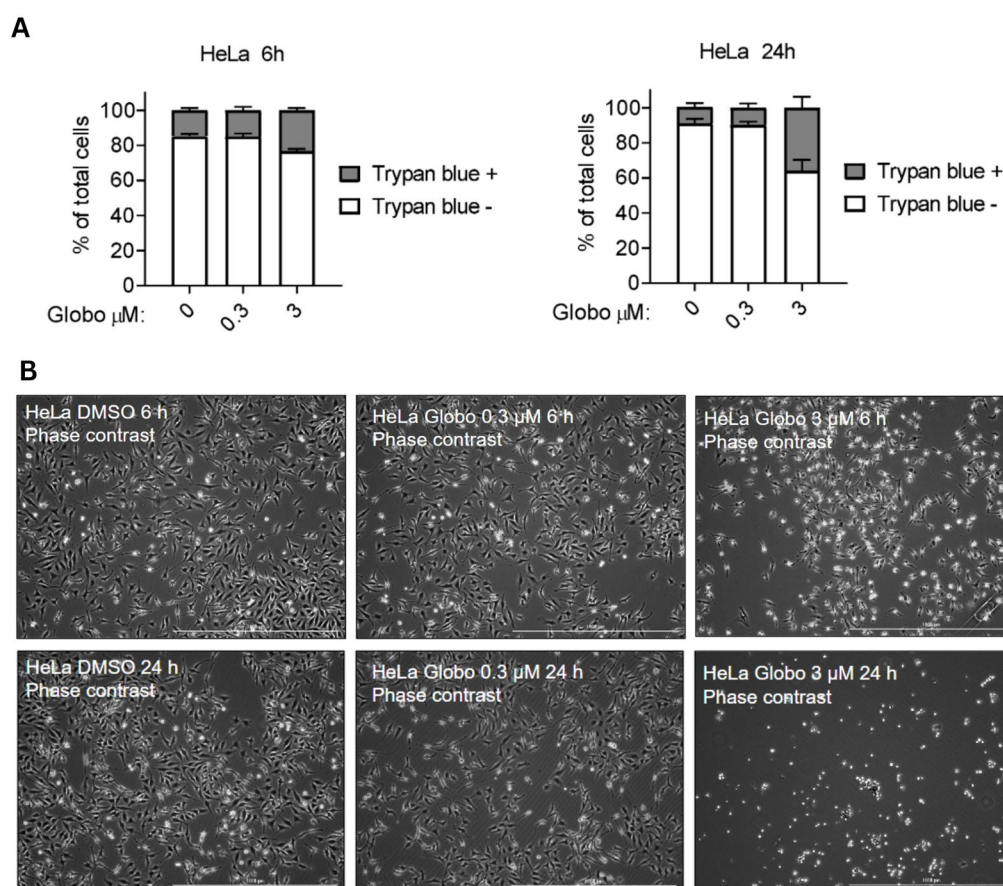 A
HeLa 6h
% of total cells
100
80
60
40
20
0
Trypan blue +
Trypan blue -
Globo µM:
0
0.3
3
HeLa 24h
% of total cells
100
80
60
40
20
0
Trypan blue +
Trypan blue -
Globo µM:
0
0.3
3
B
HeLa DMSO 6 h
Phase contrast
HeLa Globo 0.3 µM 6 h
Phase contrast
HeLa Globo 3 µM 6 h
Phase contrast
HeLa DMSO 24 h
Phase contrast
HeLa Globo 0.3 µM 24 h
Phase contrast
HeLa Globo 3 µM 24 h
Phase contrast